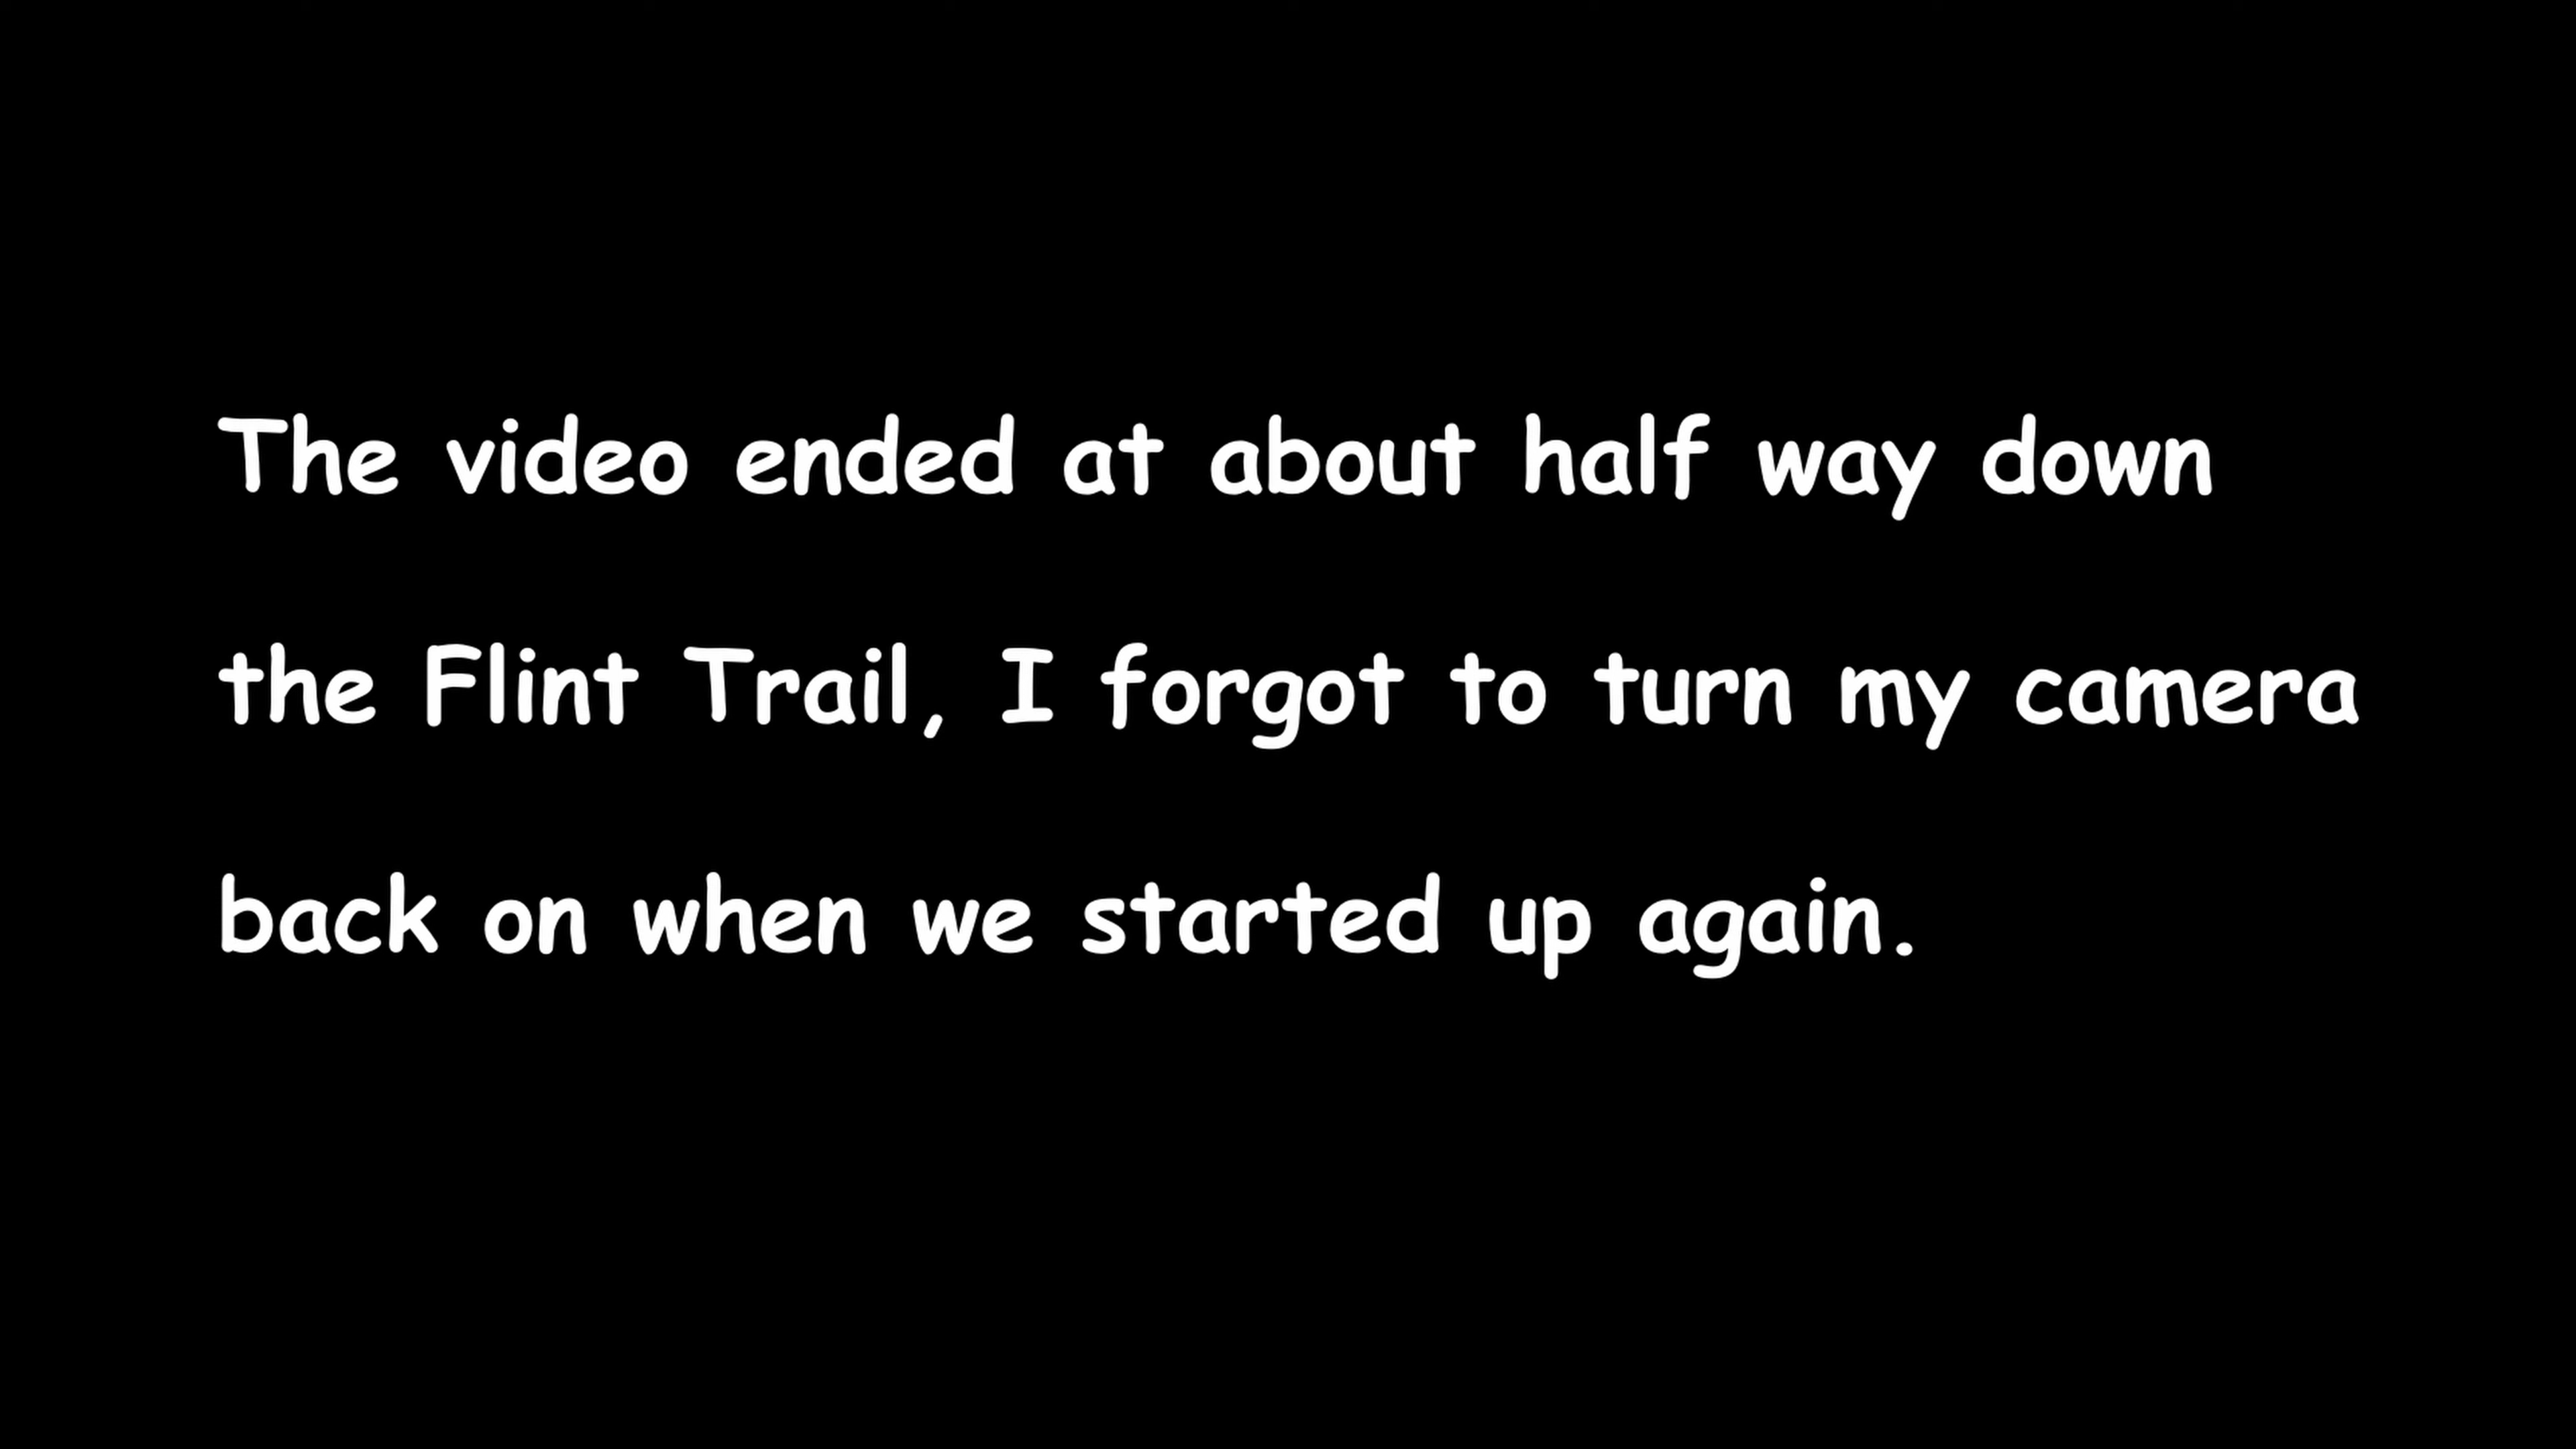 The video ended at about half way down
the Flint Trail, I forgot to turn my camera
back on when we started up again.